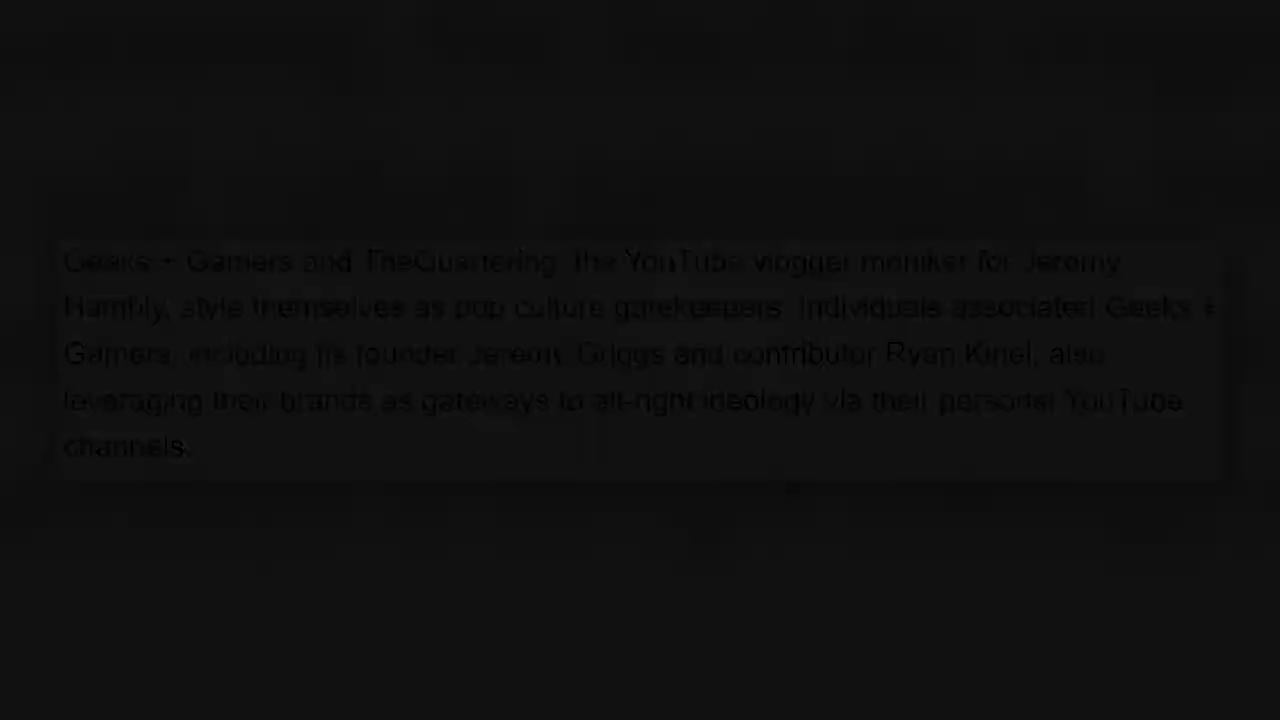 Geeks + Gamers and TheQuartering, the YouTube vlogger moniker for Jeremy
Hambly, style themselves as pop culture gatekeepers. Individuals associated Geeks +
Gamers, including its founder Jeremy Griggs and contributor Ryan Kinel, also
leveraging their brands as gateways to alt-right ideology via their personal YouTube
channels.